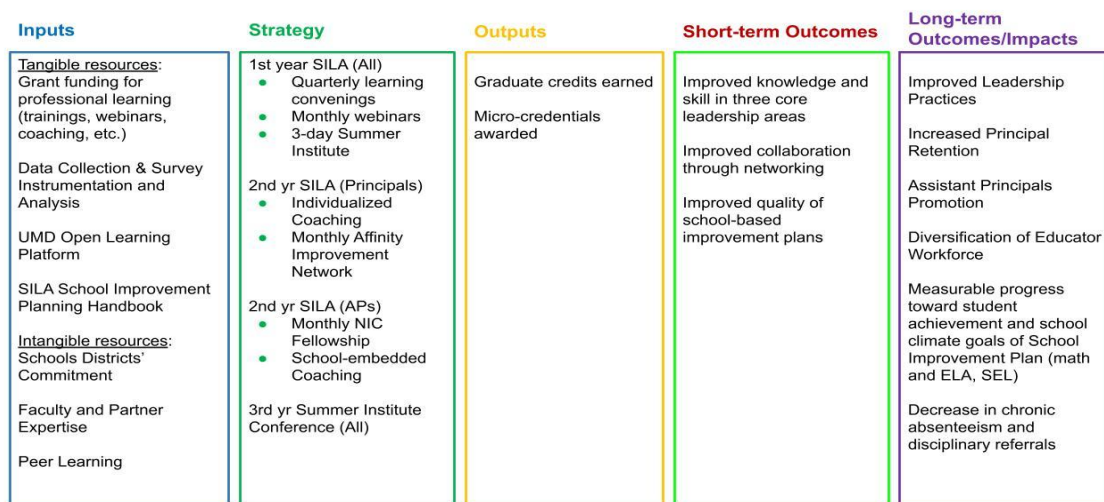 Inputs
Tangible resources:
Grant funding for
professional learning
(trainings, webinars,
coaching, etc.)
Data Collection & Survey
Instrumentation and
Analysis
UMD Open Learning
Platform
SILA School Improvement
Planning Handbook
Intangible resources:
Schools Districts'
Commitment
Faculty and Partner
Expertise
Peer Learning
Strategy
1st year SILA (All)
● Quarterly learning
convenings
● Monthly webinars
● 3-day Summer
Institute
2nd yr SILA (Principals)
● Individualized
Coaching
● Monthly Affinity
Improvement
Network
2nd yr SILA (APs)
● Monthly NIC
Fellowship
● School-embedded
Coaching
3rd yr Summer Institute
Conference (All)
Outputs
Graduate credits earned
Micro-credentials
awarded
Short-term Outcomes
Improved knowledge and
skill in three core
leadership areas
Improved collaboration
through networking
Improved quality of
school-based
improvement plans
Long-term
Outcomes/Impacts
Improved Leadership
Practices
Increased Principal
Retention
Assistant Principals
Promotion
Diversification of Educator
Workforce
Measurable progress
toward student
achievement and school
climate goals of School
Improvement Plan (math
and ELA, SEL)
Decrease in chronic
absenteeism and
disciplinary referrals